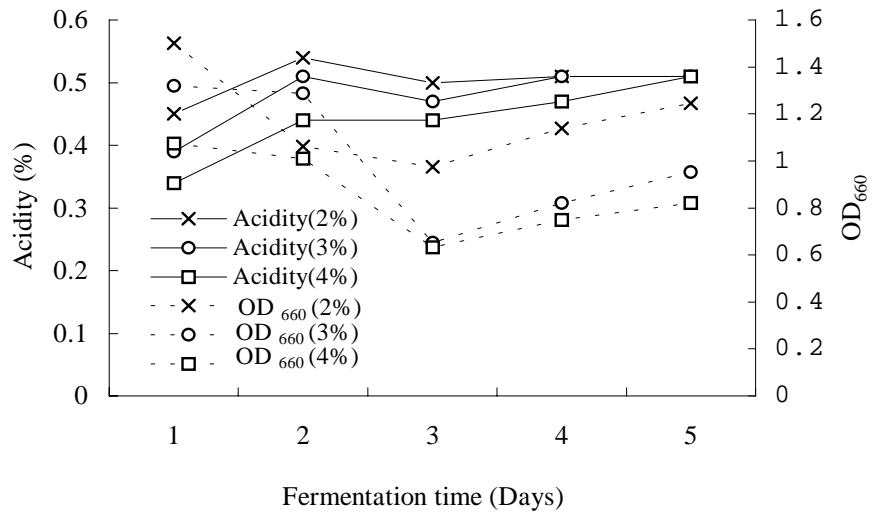 0.6
0.5
0.4
0.3
0.2
0.1
0
Acidity (%)
1.6
1.4
1.2
1
0.8
0.6
0.4
0.2
0
OD660
Acidity(2%)
Acidity(3%)
Acidity(4%)
OD 660 (2%)
OD 660 (3%)
OD 660 (4%)
1 2 3 4 5
Fermentation time (Days)